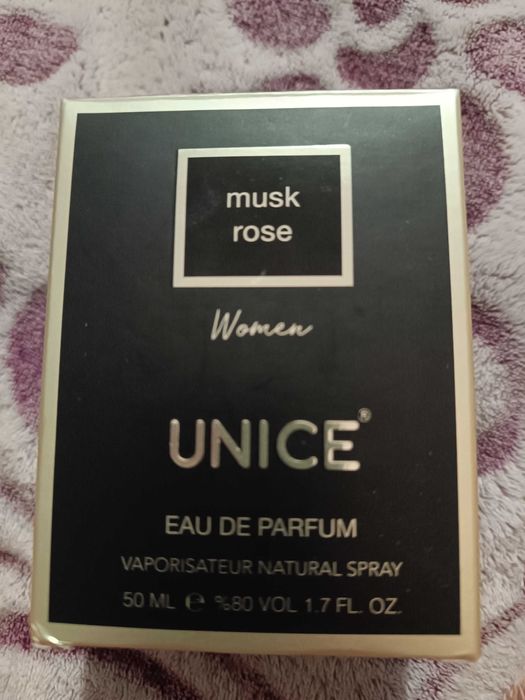 musk
rose
Women
UNICE®
EAU DE PARFUM
VAPORISATEUR NATURAL SPRAY
50 ML ℮ %80 VOL 1.7 FL. OZ.